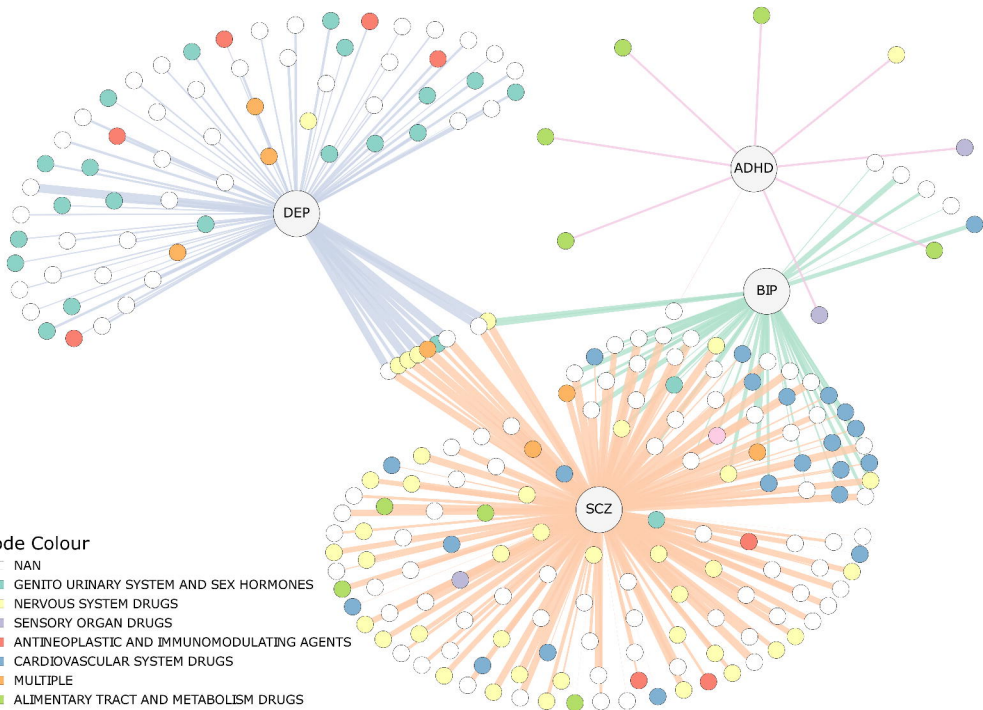 ADHD
DEP
BIP
SCZ
ode Colour
NAN
GENITO URINARY SYSTEM AND SEX HORMONES
NERVOUS SYSTEM DRUGS
SENSORY ORGAN DRUGS
ANTINEOPLASTIC AND IMMUNOMODULATING AGENTS
CARDIOVASCULAR SYSTEM DRUGS
MULTIPLE
ALIMENTARY TRACT AND METABOLISM DRUGS